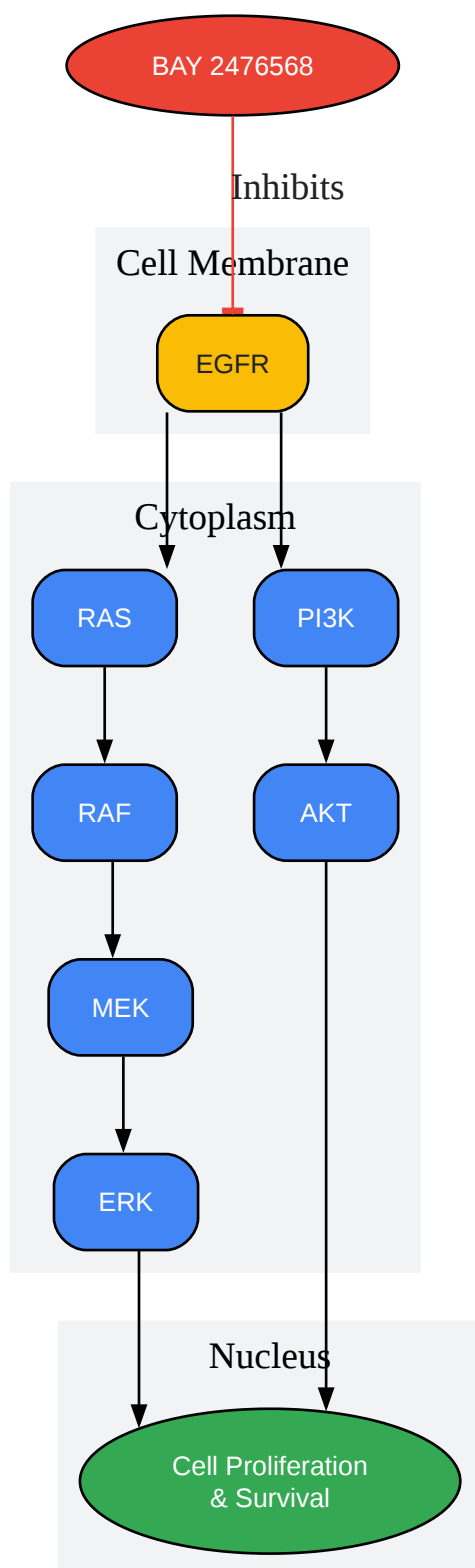 BAY 2476568
Inhibits
Cell Membrane
EGFR
Cytoplasm
RAS
PI3K
RAF
AKT
MEK
ERK
Nucleus
Cell Proliferation
& Survival